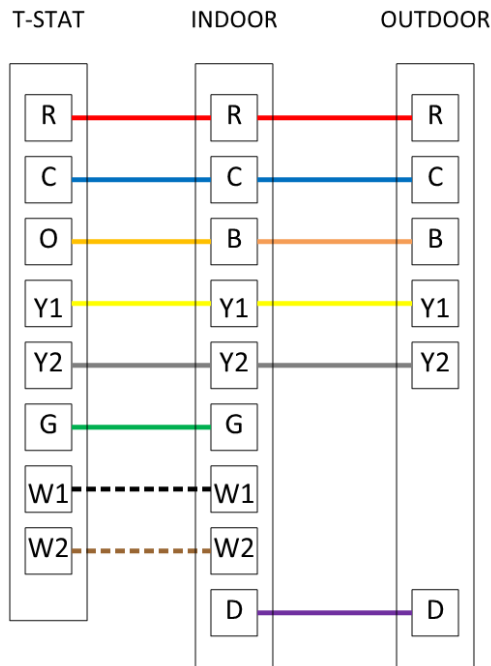 T-STAT INDOOR OUTDOOR
R R R
C C C
O B B
Y1 Y1 Y1
Y2 Y2 Y2
G G
W1 W1
W2 W2
D D